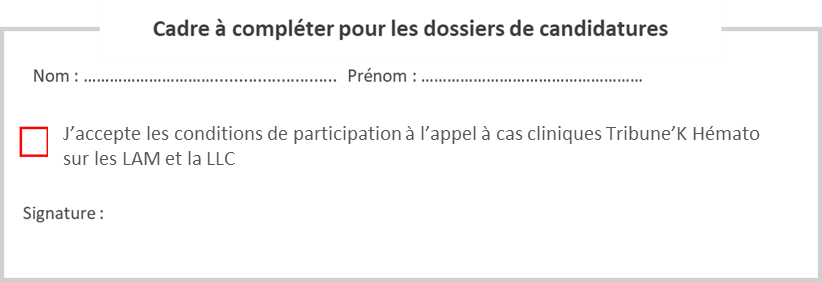 Cadre à compléter pour les dossiers de candidatures
Nom : ………………………….......………………… Prénom : ……………………………………………
J’accepte les conditions de participation à l’appel à cas cliniques Tribune’K Hémato
sur les LAM et la LLC
Signature :